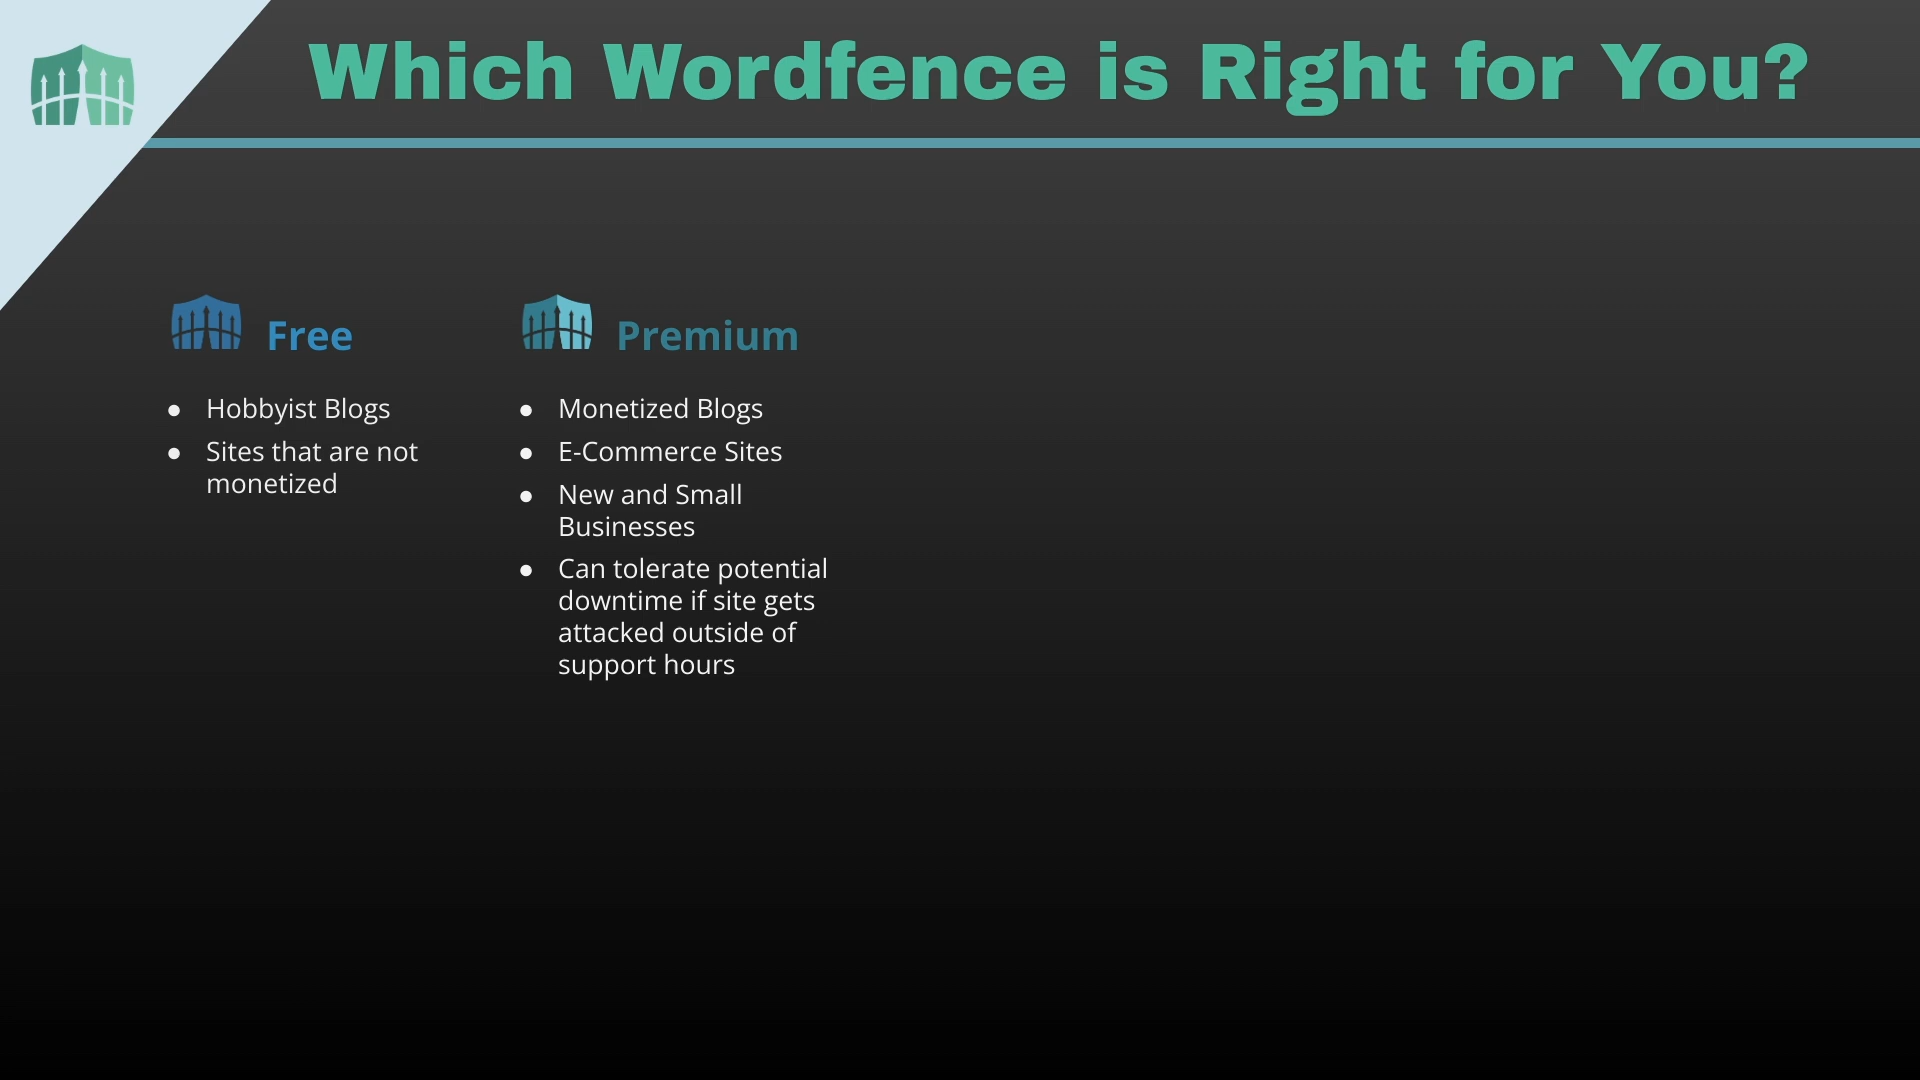 Which Wordfence is Right for You?
Free
● Hobbyist Blogs
● Sites that are not
monetized
Premium
● Monetized Blogs
● E-Commerce Sites
● New and Small
Businesses
● Can tolerate potential
downtime if site gets
attacked outside of
support hours